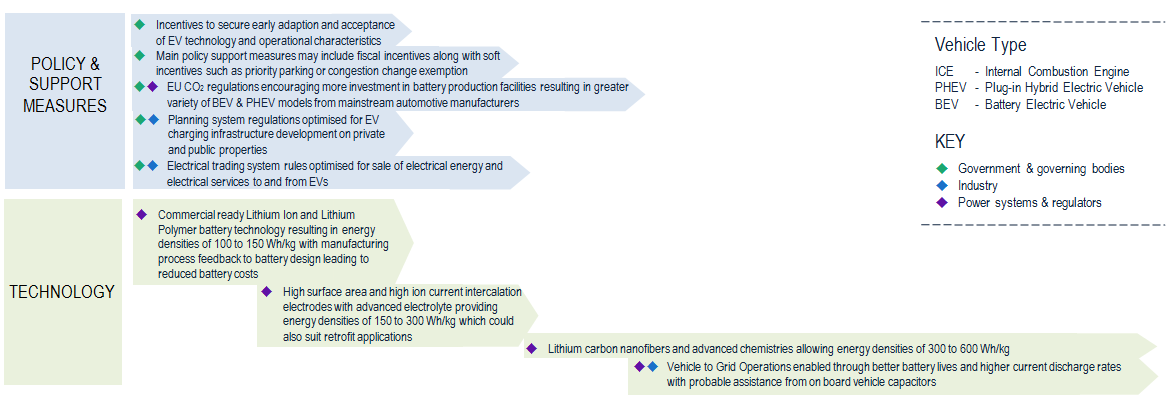 POLICY &
SUPPORT
MEASURES
Incentives to secure early adaption and acceptance
of EV technology and operational characteristics
Main policy support measures may include fiscal incentives along with soft
incentives such as priority parking or congestion change exemption
EU CO₂ regulations encouraging more investment in battery production facilities resulting in greater
variety of BEV & PHEV models from mainstream automotive manufacturers
Planning system regulations optimised for EV
charging infrastructure development on private
and public properties
Electrical trading system rules optimised for sale of electrical energy and
electrical services to and from EVs
TECHNOLOGY
Commercial ready Lithium Ion and Lithium
Polymer battery technology resulting in energy
densities of 100 to 150 Wh/kg with manufacturing
process feedback to battery design leading to
reduced battery costs
High surface area and high ion current intercalation
electrodes with advanced electrolyte providing
energy densities of 150 to 300 Wh/kg which could
also suit retrofit applications
Lithium carbon nanofibers and advanced chemistries allowing energy densities of 300 to 600 Wh/kg
Vehicle to Grid Operations enabled through better battery lives and higher current discharge rates
with probable assistance from on board vehicle capacitors
Vehicle Type
ICE - Internal Combustion Engine
PHEV - Plug-in Hybrid Electric Vehicle
BEV - Battery Electric Vehicle
KEY
Government & governing bodies
Industry
Power systems & regulators